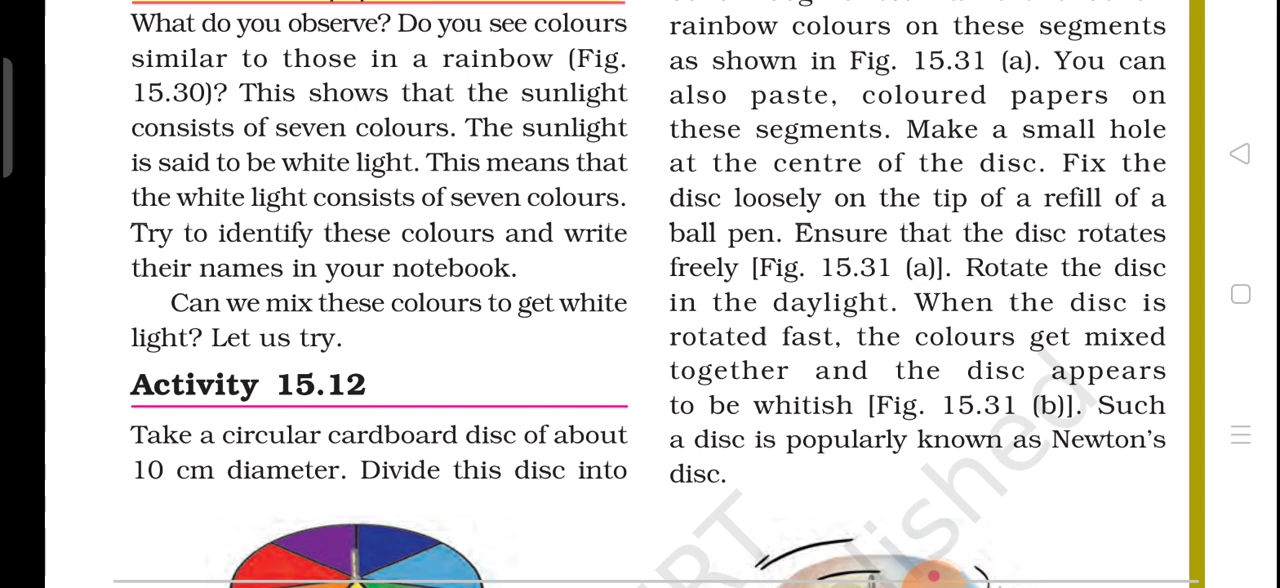 What do you observe? Do you see colours
similar to those in a rainbow (Fig.
15.30)? This shows that the sunlight
consists of seven colours. The sunlight
is said to be white light. This means that
the white light consists of seven colours.
Try to identify these colours and write
their names in your notebook.
Can we mix these colours to get white
light? Let us try.
Activity 15.12
Take a circular cardboard disc of about
10 cm diameter. Divide this disc into
rainbow colours on these segments
as shown in Fig. 15.31 (a). You can
also paste, coloured papers on
these segments. Make a small hole
at the centre of the disc. Fix the
disc loosely on the tip of a refill of a
ball pen. Ensure that the disc rotates
freely [Fig. 15.31 (a)]. Rotate the disc
in the daylight. When the disc is
rotated fast, the colours get mixed
together and the disc appears
to be whitish [Fig. 15.31 (b)]. Such
a disc is popularly known as Newton's
disc.